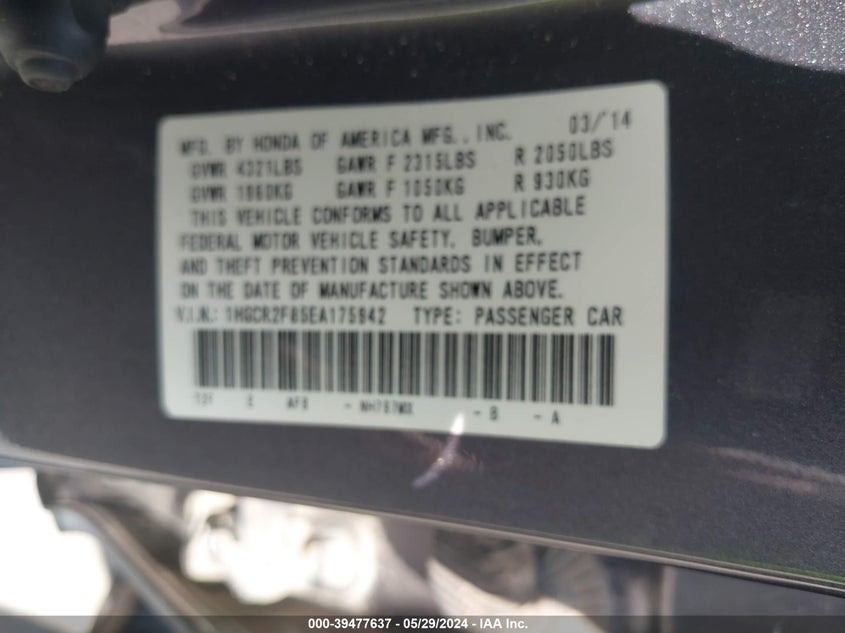 MFD. BY HONDA OF AMERICA MFG., INC. 03/'14
GVWR 4321LBS GAWR F 2315LBS R 2050LBS
GVWR 1960KG GAWR F 1050KG R 930KG
THIS VEHICLE CONFORMS TO ALL APPLICABLE
FEDERAL MOTOR VEHICLE SAFETY, BUMPER,
AND THEFT PREVENTION STANDARDS IN EFFECT
ON THE DATE OF MANUFACTURE SHOWN ABOVE.
V.I.N.: 1HGCR2F85EA175942 TYPE: PASSENGER CAR
E - NH797MX - B - A
000-39477637 - 05/29/2024 - IAA Inc.